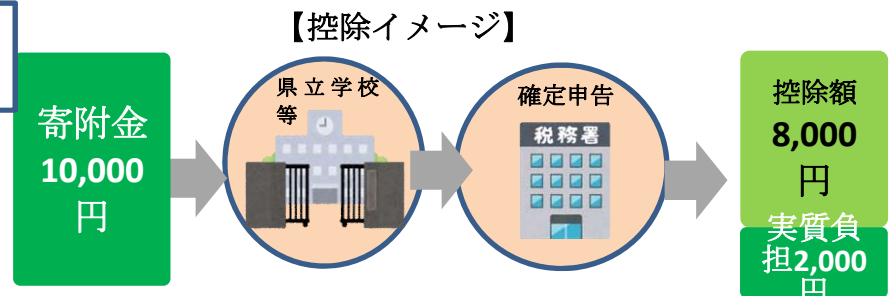 【控除イメージ】
寄附金
10,000
円
県立学校
等
確定申告
税務署
控除額
8,000
円
実質負
担2,000
円